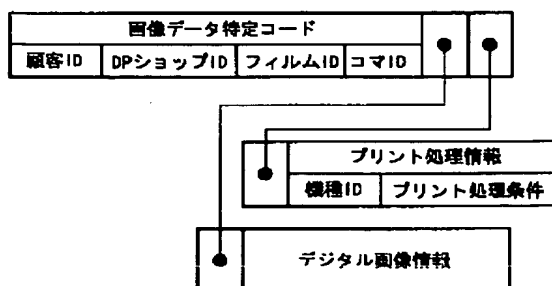 画像データ特定コード
顧客ID DPショップID フィルムID コマID
プリント処理情報
機種ID プリント処理条件
デジタル画像情報